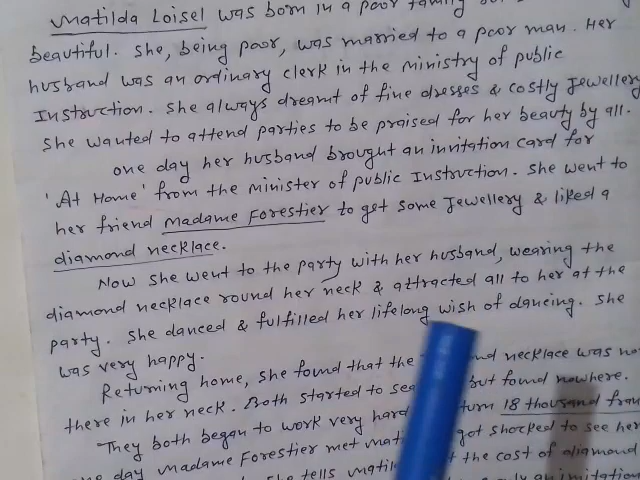 Matilda Loisel was born in a poor family
beautiful. She, being poor, was married to a poor man. Her
husband was an ordinary clerk in the ministry of public
Instruction. She always dreamt of fine dresses & costly Jewellery
She wanted to attend parties to be praised for her beauty by all.
one day her husband brought an invitation card for
'At Home' from the minister of public Instruction. She went to
her friend Madame Forestier to get some Jewellery & liked a
diamond necklace.
Now she went to the party with her husband, wearing the
diamond necklace round her neck & attracted all to her at the
party. She danced & fulfilled her lifelong wish of dancing. She
was very happy.
Returning home, she found that the necklace was
there in her neck. Both started to but found nowhere.
They both began to work very hard 18 thousand
day Madame Forestier met got shocked to see her
tells the cost of diamond
imitation